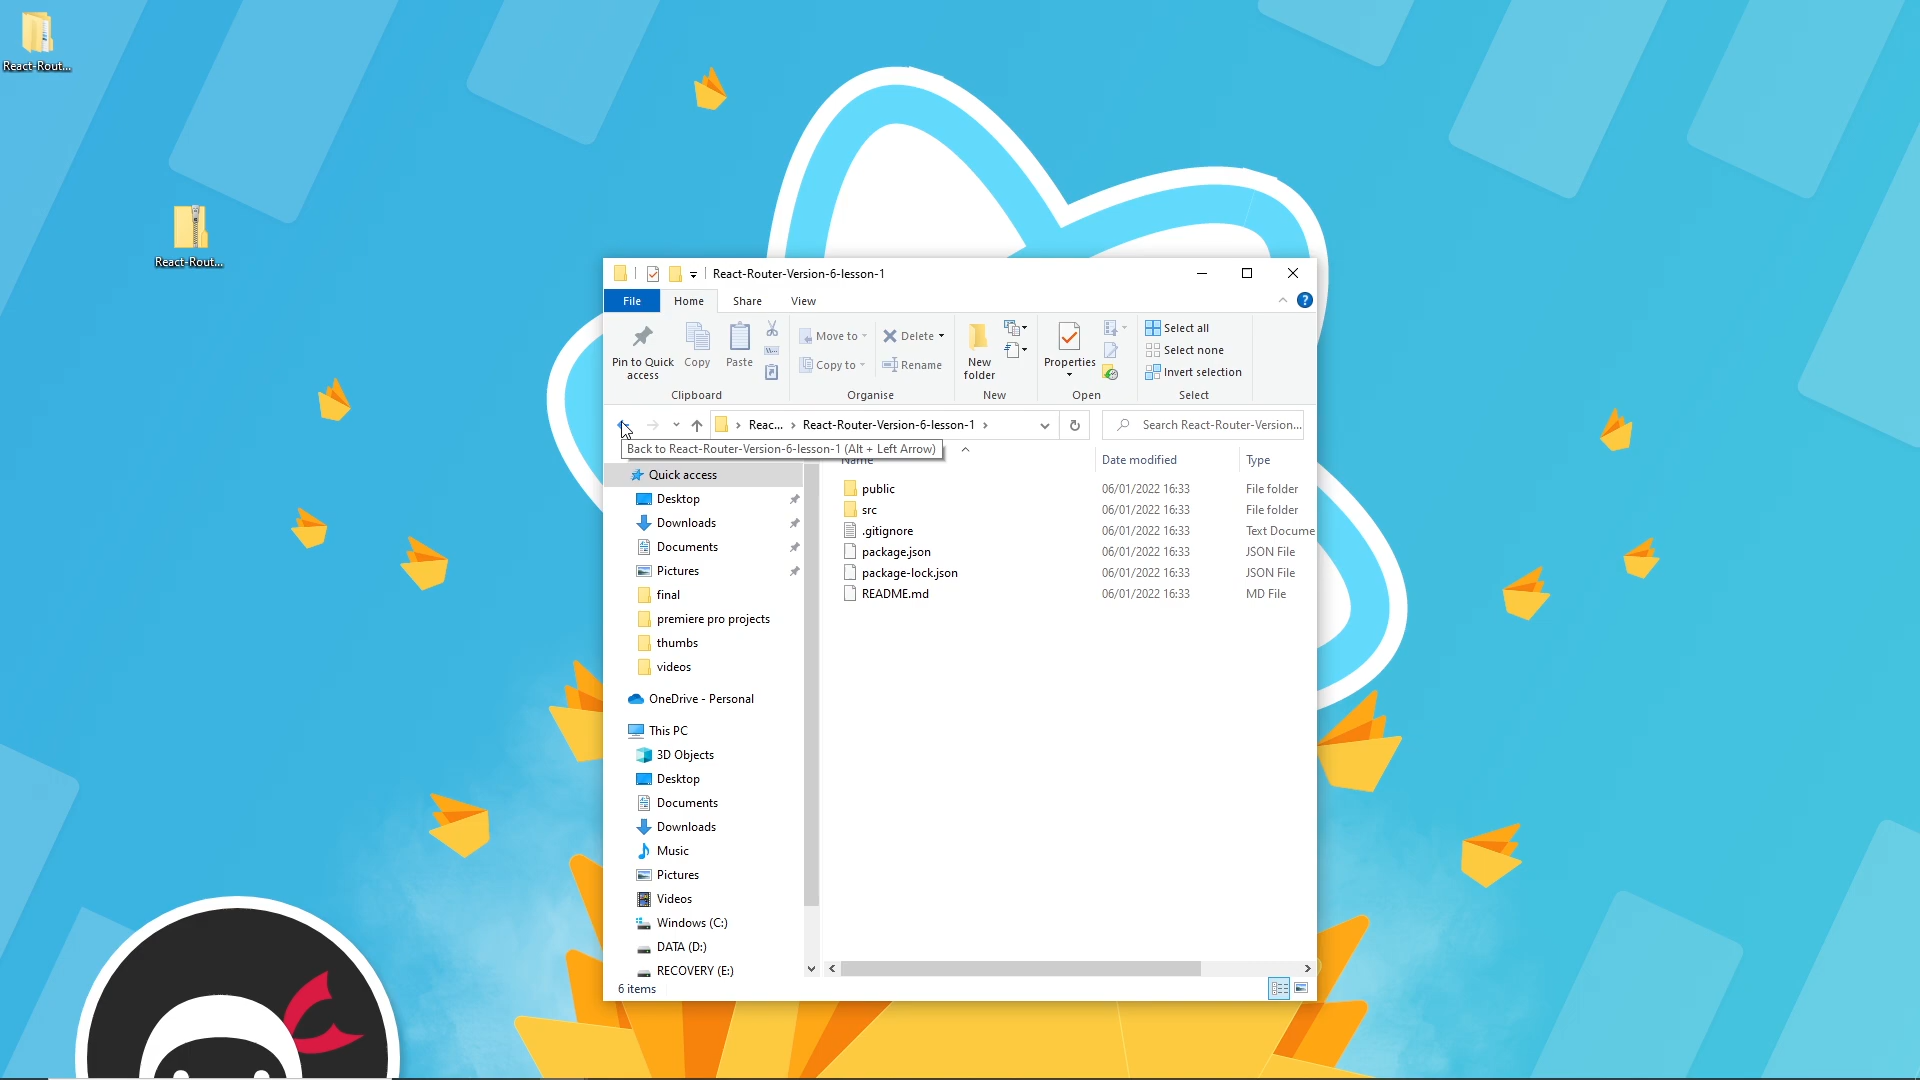 React-Rout...
React-Rout...
React-Router-Version-6-lesson-1
File Home Share View
Pin to Quick access
Copy
Paste
Move to
Copy to
Delete
Rename
New folder
Properties
Select all
Select none
Invert selection
Clipboard Organise New Open Select
Reac... React-Router-Version-6-lesson-1
Search React-Router-Version...
Back to React-Router-Version-6-lesson-1 (Alt + Left Arrow)
Name Date modified Type
Quick access
Desktop
Downloads
Documents
Pictures
final
premiere pro projects
thumbs
videos
OneDrive - Personal
This PC
3D Objects
Desktop
Documents
Downloads
Music
Pictures
Videos
Windows (C:)
DATA (D:)
RECOVERY (E:)
public 06/01/2022 16:33 File folder
src 06/01/2022 16:33 File folder
.gitignore 06/01/2022 16:33 Text Docume
package.json 06/01/2022 16:33 JSON File
package-lock.json 06/01/2022 16:33 JSON File
README.md 06/01/2022 16:33 MD File
6 items